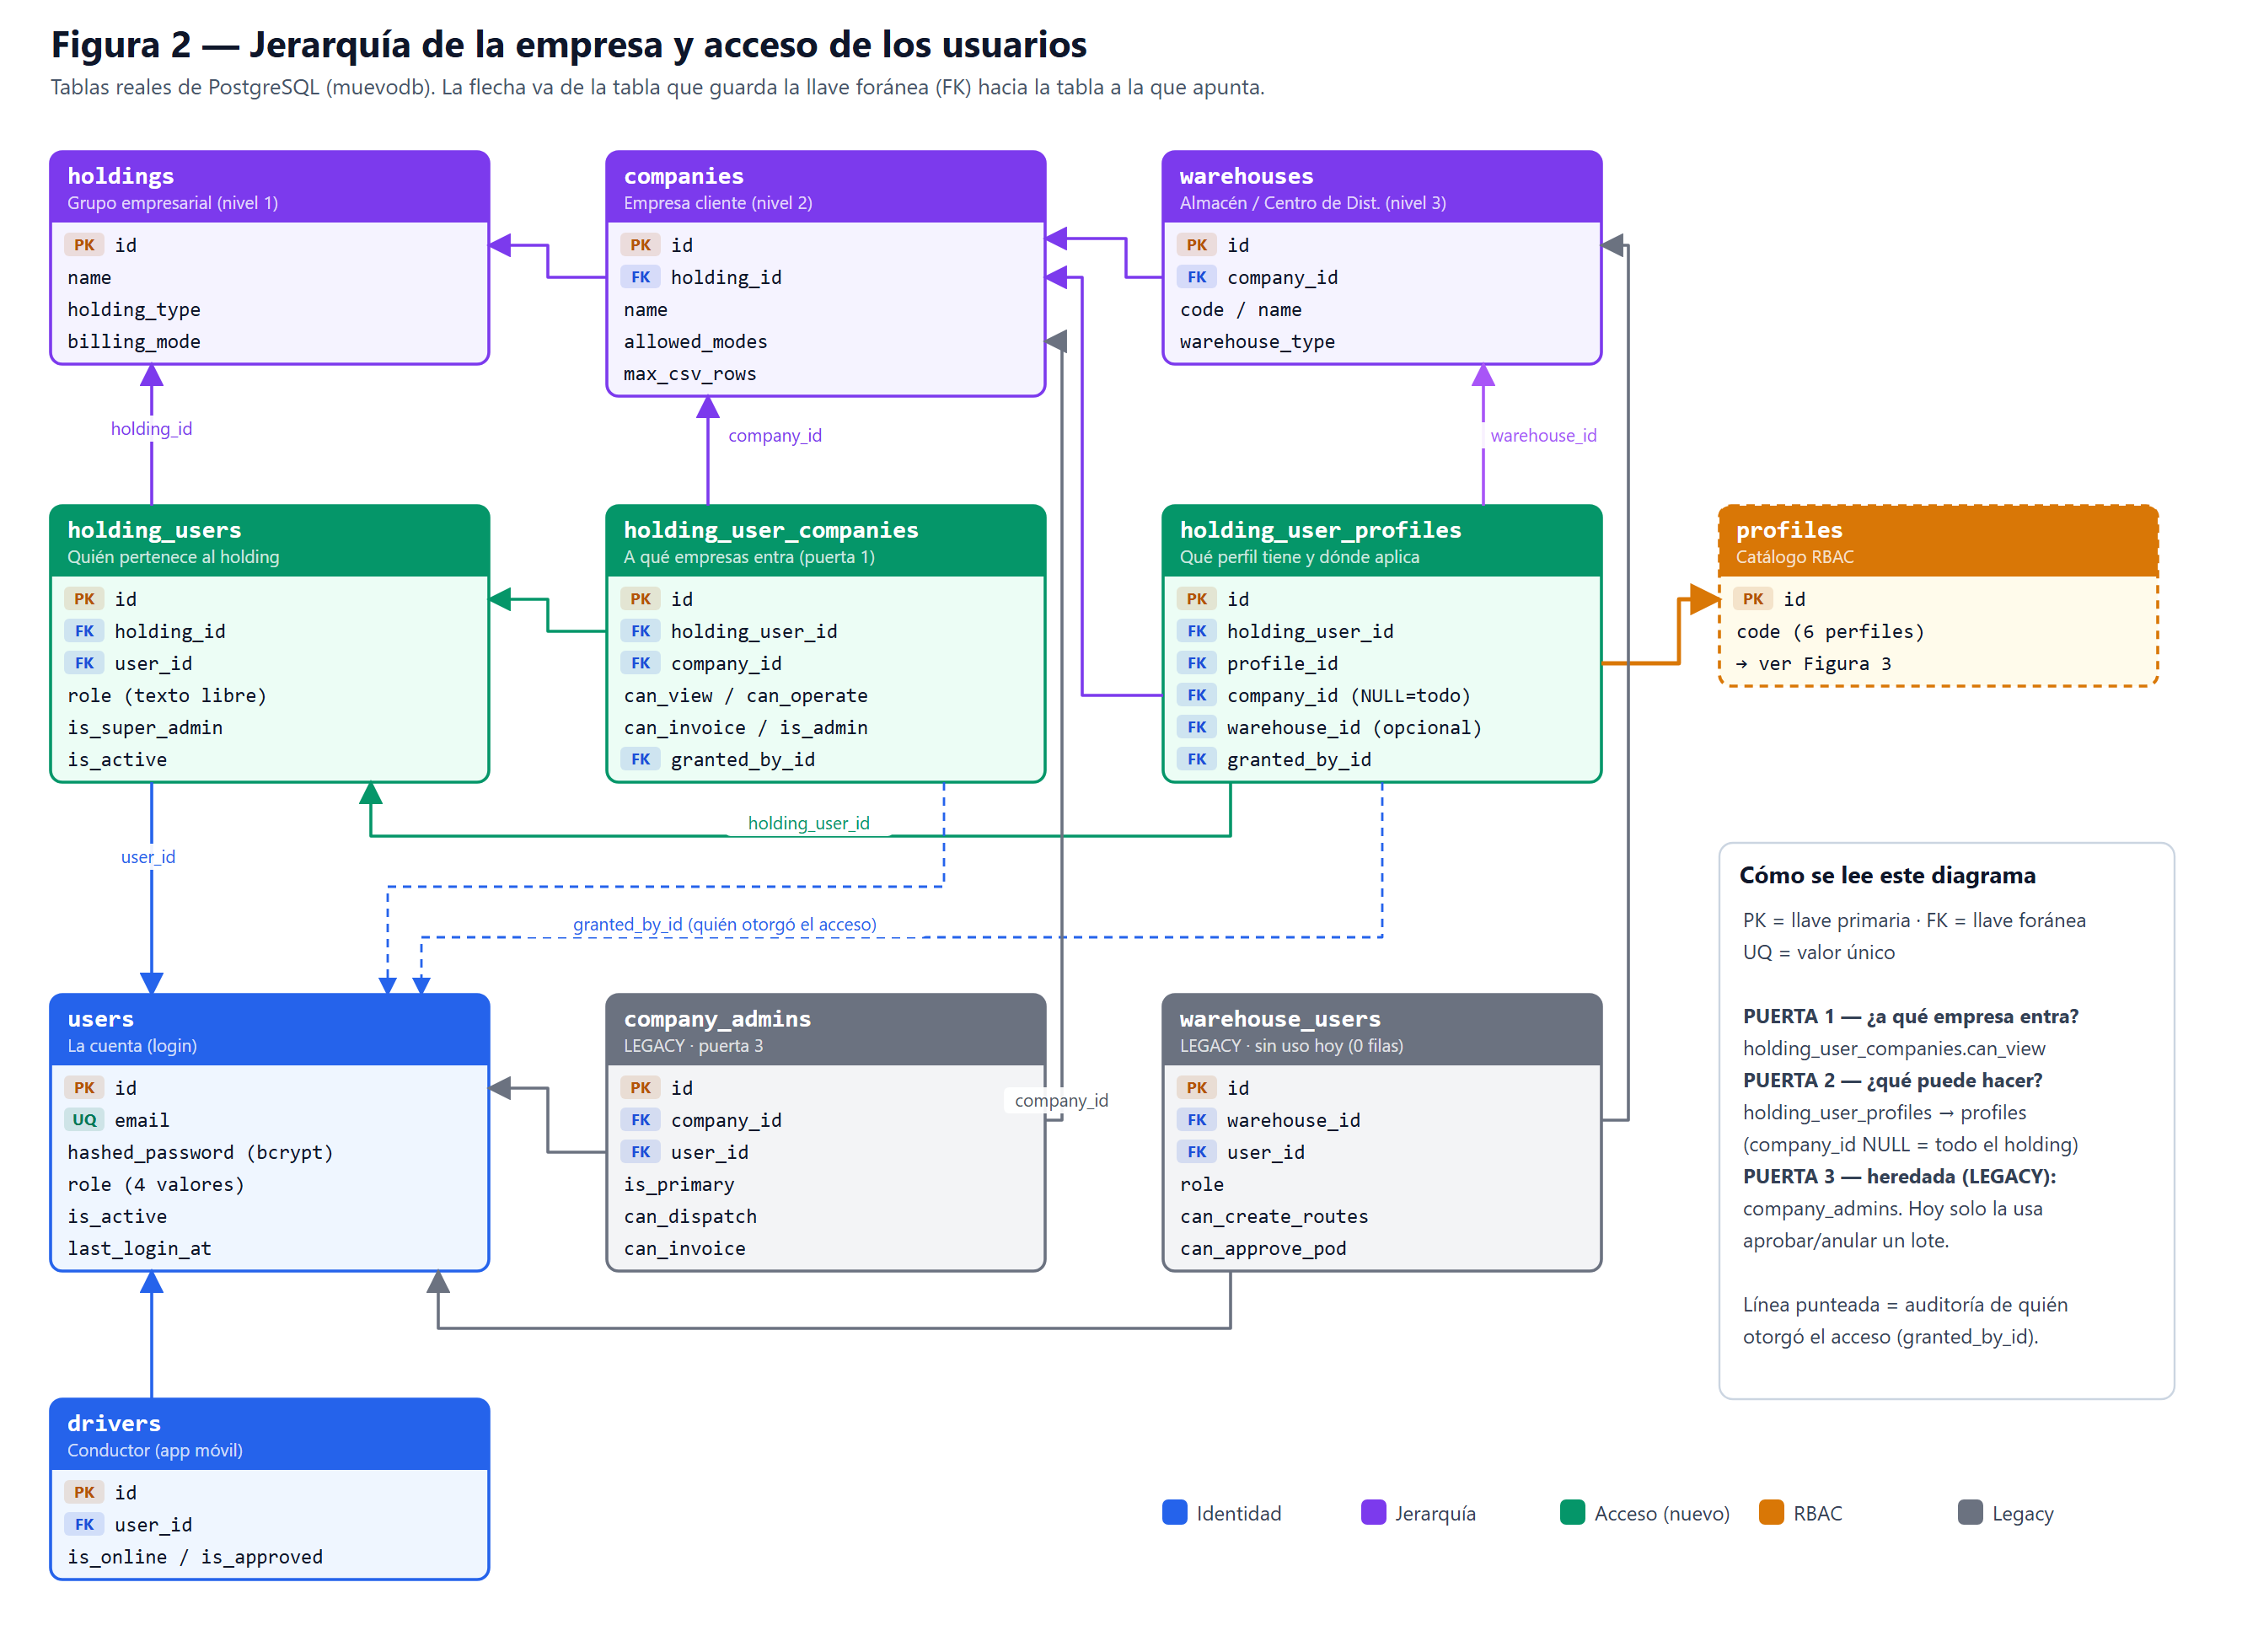 Figura 2 — Jerarquía de la empresa y acceso de los usuarios
Tablas reales de PostgreSQL (muevodb). La flecha va de la tabla que guarda la llave foránea (FK) hacia la tabla a la que apunta.
holdings
Grupo empresarial (nivel 1)
PK id
name
holding_type
billing_mode
companies
Empresa cliente (nivel 2)
PK id
FK holding_id
name
allowed_modes
max_csv_rows
warehouses
Almacén / Centro de Dist. (nivel 3)
PK id
FK company_id
code / name
warehouse_type
holding_id
company_id
warehouse_id
holding_users
Quién pertenece al holding
PK id
FK holding_id
FK user_id
role (texto libre)
is_super_admin
is_active
holding_user_companies
A qué empresas entra (puerta 1)
PK id
FK holding_user_id
FK company_id
can_view / can_operate
can_invoice / is_admin
FK granted_by_id
holding_user_profiles
Qué perfil tiene y dónde aplica
PK id
FK holding_user_id
FK profile_id
FK company_id (NULL=todo)
FK warehouse_id (opcional)
FK granted_by_id
profiles
Catálogo RBAC
PK id
code (6 perfiles)
→ ver Figura 3
holding_user_id
user_id
granted_by_id (quién otorgó el acceso)
users
La cuenta (login)
PK id
UQ email
hashed_password (bcrypt)
role (4 valores)
is_active
last_login_at
company_admins
LEGACY · puerta 3
PK id
FK company_id
FK user_id
is_primary
can_dispatch
can_invoice
company_id
warehouse_users
LEGACY · sin uso hoy (0 filas)
PK id
FK warehouse_id
FK user_id
role
can_create_routes
can_approve_pod
Cómo se lee este diagrama
PK = llave primaria · FK = llave foránea
UQ = valor único
PUERTA 1 — ¿a qué empresa entra?
holding_user_companies.can_view
PUERTA 2 — ¿qué puede hacer?
holding_user_profiles → profiles
(company_id NULL = todo el holding)
PUERTA 3 — heredada (LEGACY):
company_admins. Hoy solo la usa
aprobar/anular un lote.
Línea punteada = auditoría de quién
otorgó el acceso (granted_by_id).
drivers
Conductor (app móvil)
PK id
FK user_id
is_online / is_approved
Identidad
Jerarquía
Acceso (nuevo)
RBAC
Legacy